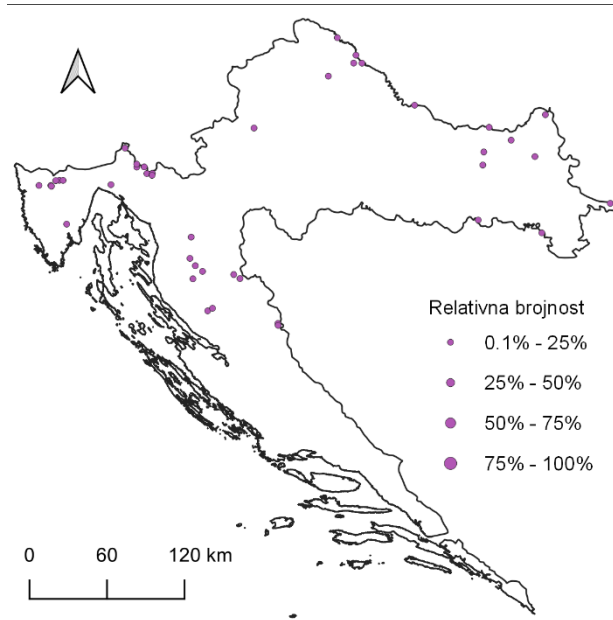 Relativna brojnost
0.1% - 25%
25% - 50%
50% - 75%
75% - 100%
0 60 120 km